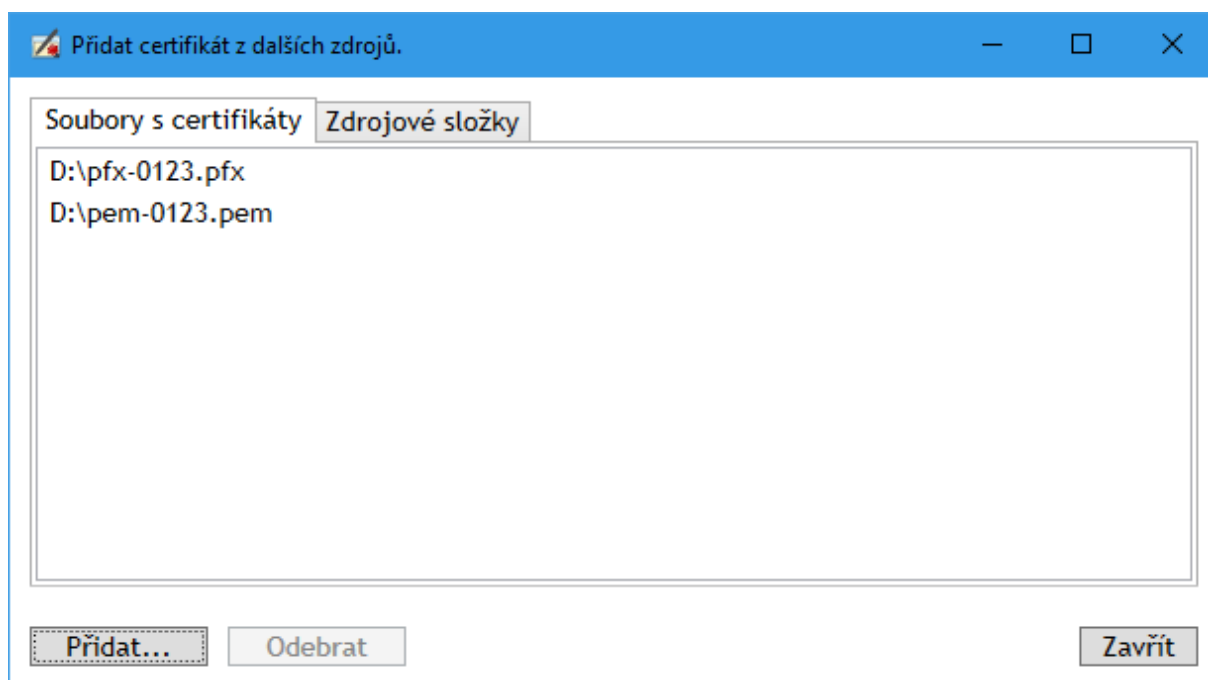 Přidat certifikát z dalších zdrojů.
Soubory s certifikáty Zdrojové složky
D:\pfx-0123.pfx
D:\pem-0123.pem
Přidat... Odebrat Zavřít